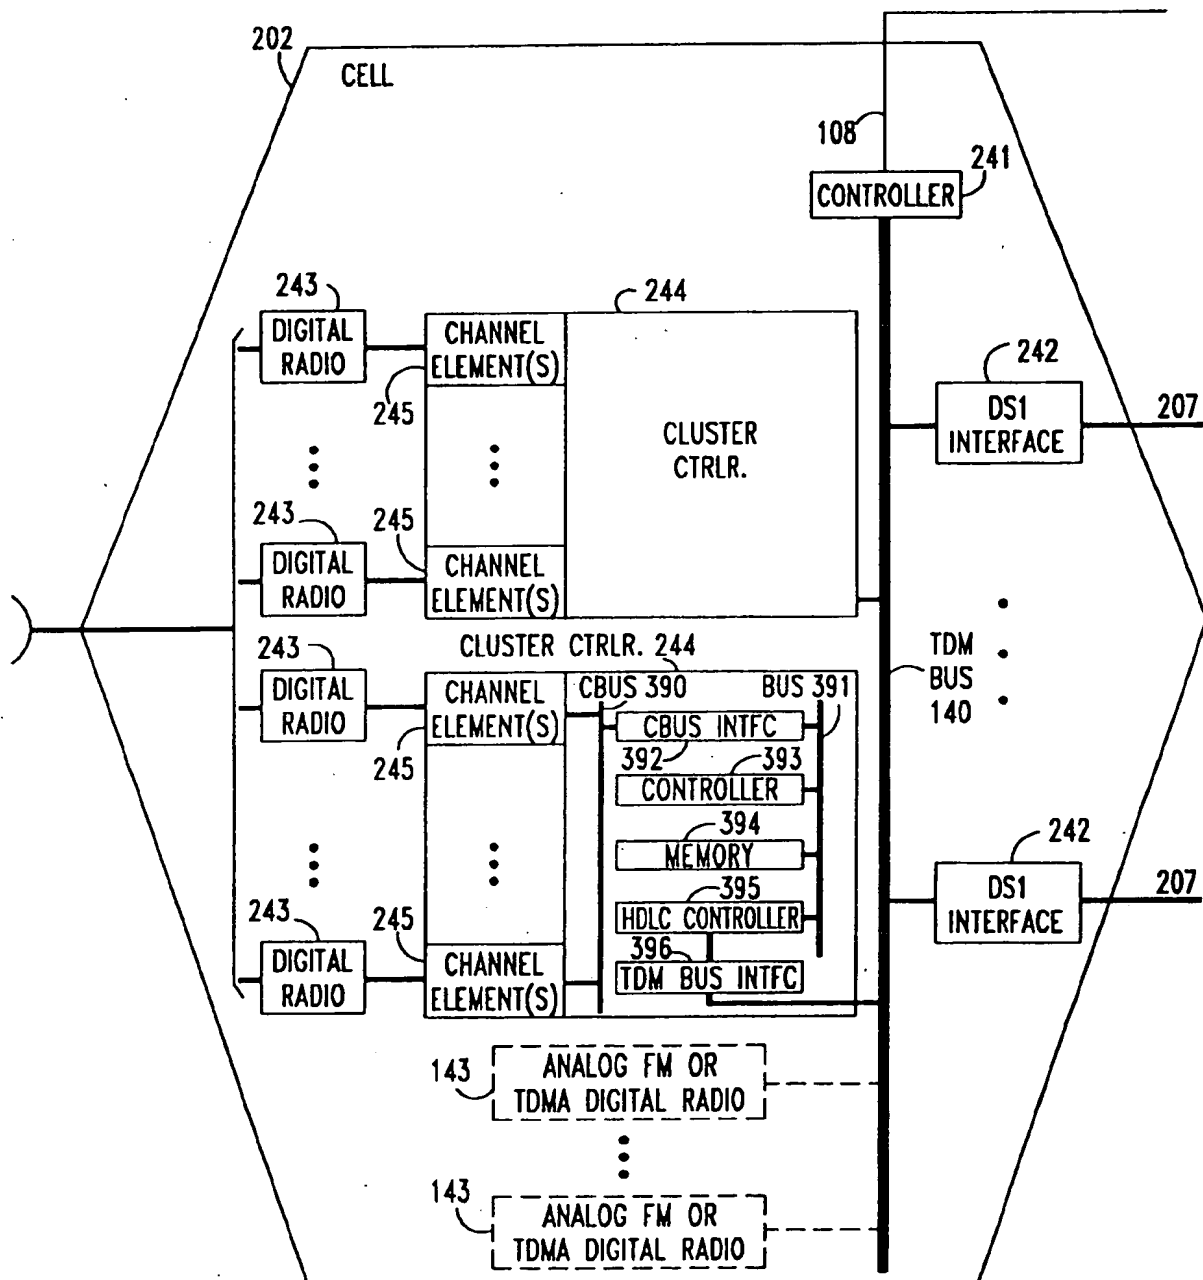 202
CELL
108
241
CONTROLLER
243
244
DIGITAL
RADIO
CHANNEL
ELEMENT(S)
245
CLUSTER
CTRLR.
242
DS1
INTERFACE
207
243
245
DIGITAL
RADIO
CHANNEL
ELEMENT(S)
TDM
BUS
140
CLUSTER CTRLR. 244
243
DIGITAL
RADIO
CHANNEL
ELEMENT(S)
245
CBUS 390
BUS 391
CBUS INTFC
392
393
CONTROLLER
394
MEMORY
395
HDLC CONTROLLER
396
TDM BUS INTFC
242
DS1
INTERFACE
207
243
245
DIGITAL
RADIO
CHANNEL
ELEMENT(S)
143
ANALOG FM OR
TDMA DIGITAL RADIO
143
ANALOG FM OR
TDMA DIGITAL RADIO